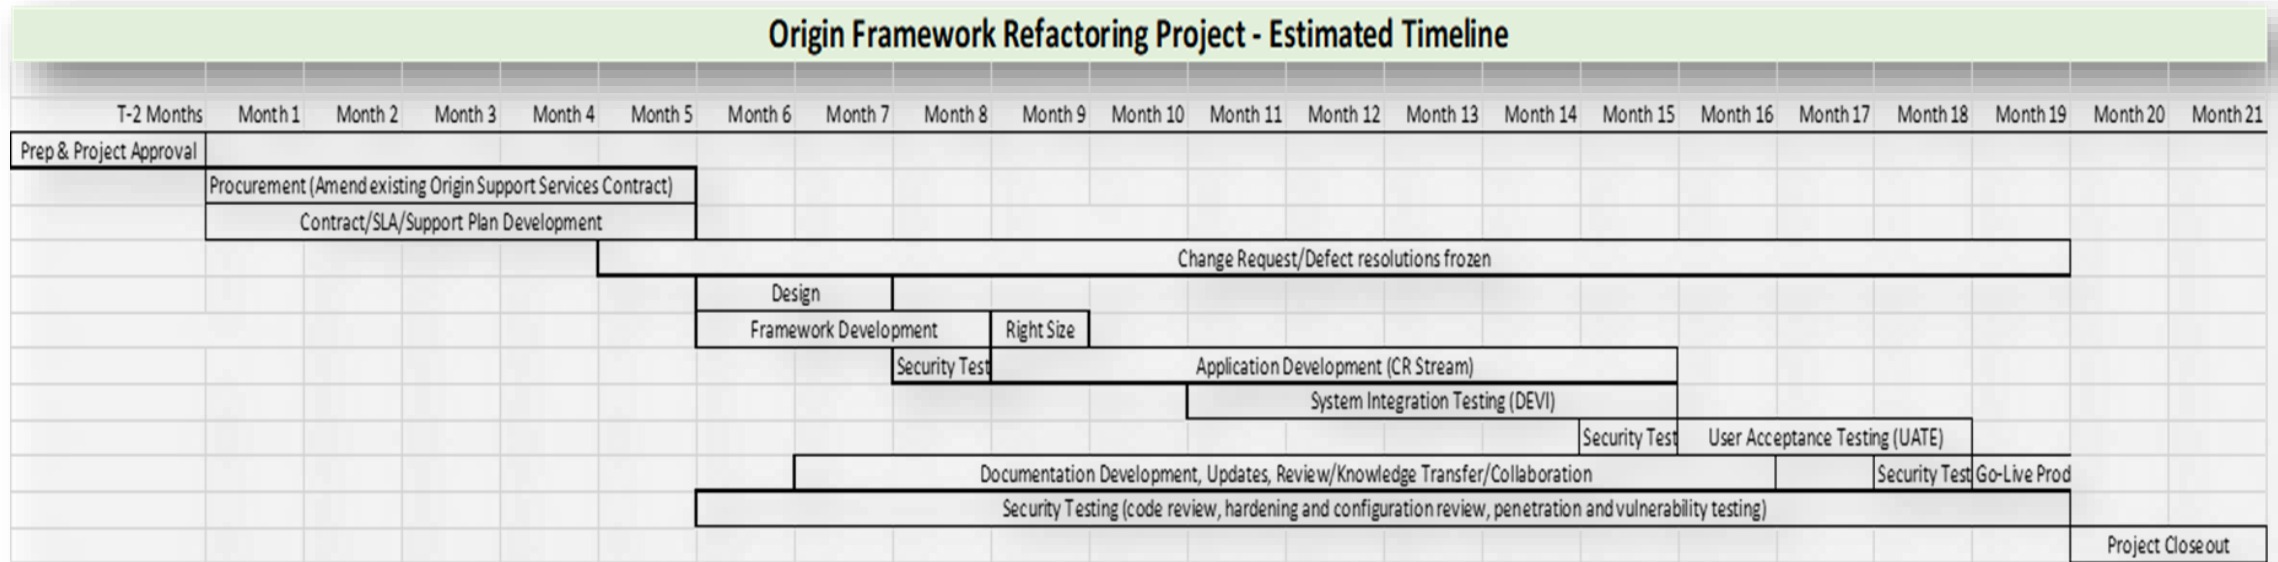 Origin Framework Refactoring Project - Estimated Timeline
T-2 Months Month 1 Month 2 Month 3 Month 4 Month 5 Month 6 Month 7 Month 8 Month 9 Month 10 Month 11 Month 12 Month 13 Month 14 Month 15 Month 16 Month 17 Month 18 Month 19 Month 20 Month 21
Prep & Project Approval
Procurement (Amend existing Origin Support Services Contract)
Contract/SLA/Support Plan Development
Change Request/Defect resolutions frozen
Design
Framework Development Right Size
Security Test Application Development (CR Stream)
System Integration Testing (DEVI)
Security Test User Acceptance Testing (UATE)
Documentation Development, Updates, Review/Knowledge Transfer/Collaboration Security Test Go-Live Prod
Security Testing (code review, hardening and configuration review, penetration and vulnerability testing)
Project Closeout